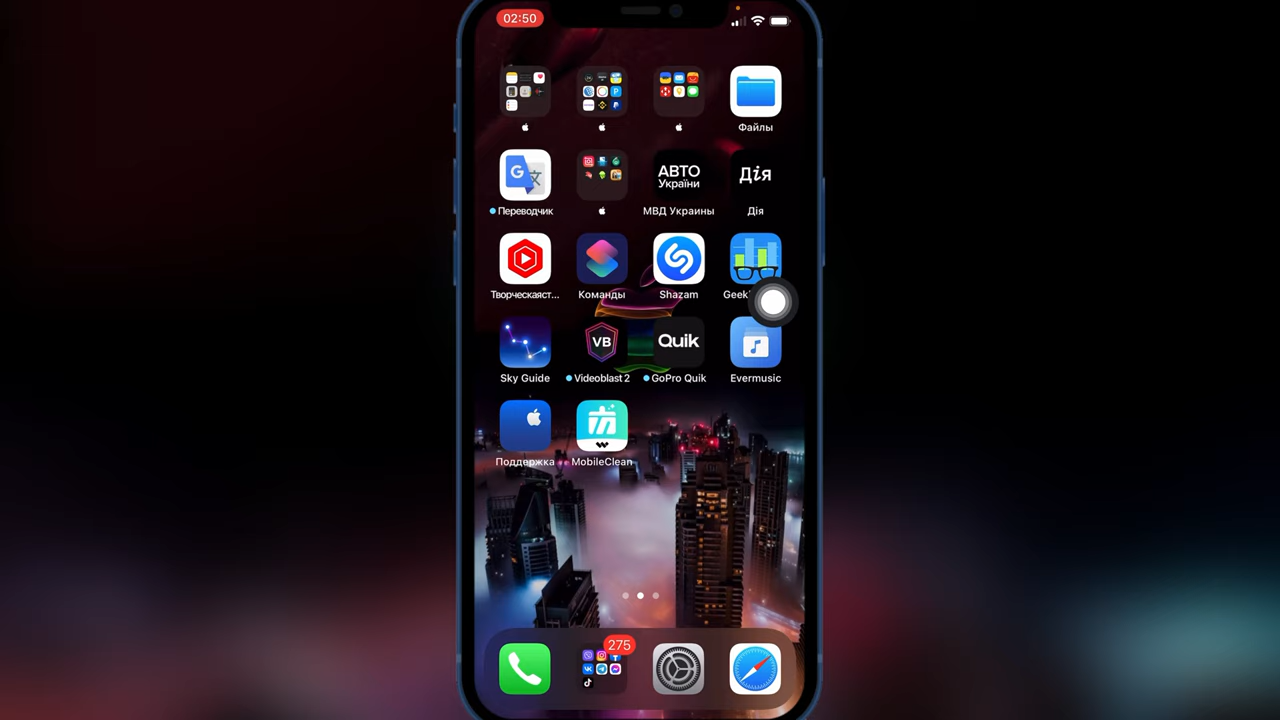 02:50
Файлы
АВТО
України
Дія
Переводчик
МВД Украины
Дія
Творческаяст...
Команды
Shazam
Geek
VB
Quik
Sky Guide
Videoblast 2
GoPro Quik
Evermusic
Поддержка
MobileClean
275